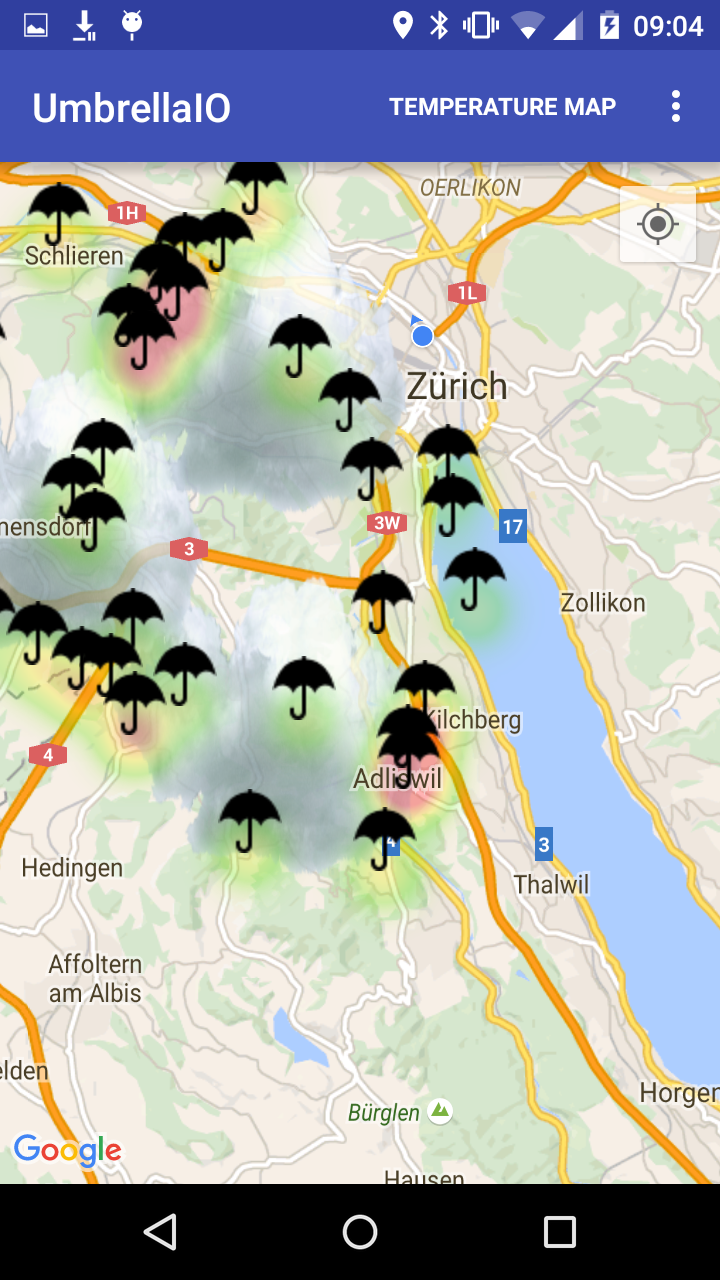 09:04
UmbrellaIO
TEMPERATURE MAP
OERLIKON
1H
Schlieren
1L
Zürich
17
3W
mensdorf
3
Zollikon
Kilchberg
4
Adliswil
4
3
Hedingen
Thalwil
Affoltern
am Albis
elden
Horgen
Bürglen
Google
Hausen